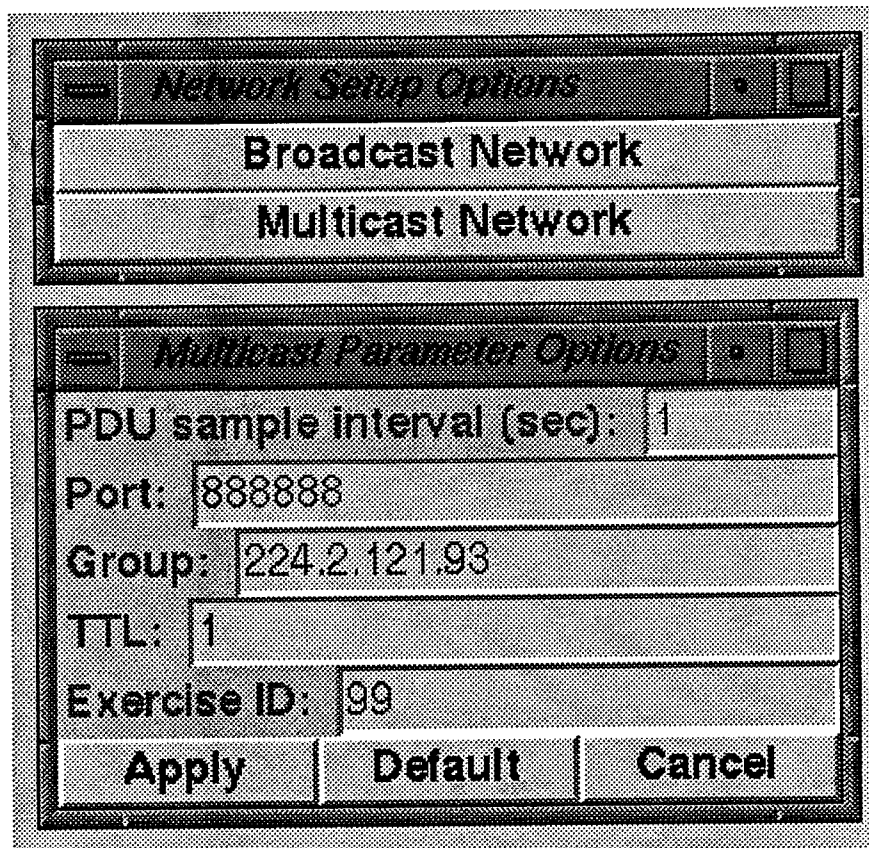 Network Setup Options
Broadcast Network
Multicast Network
Multicast Parameter Options
PDU sample interval (sec): 1
Port: 888888
Group: 224.2.121.93
TTL: 1
Exercise ID: 99
Apply Default Cancel